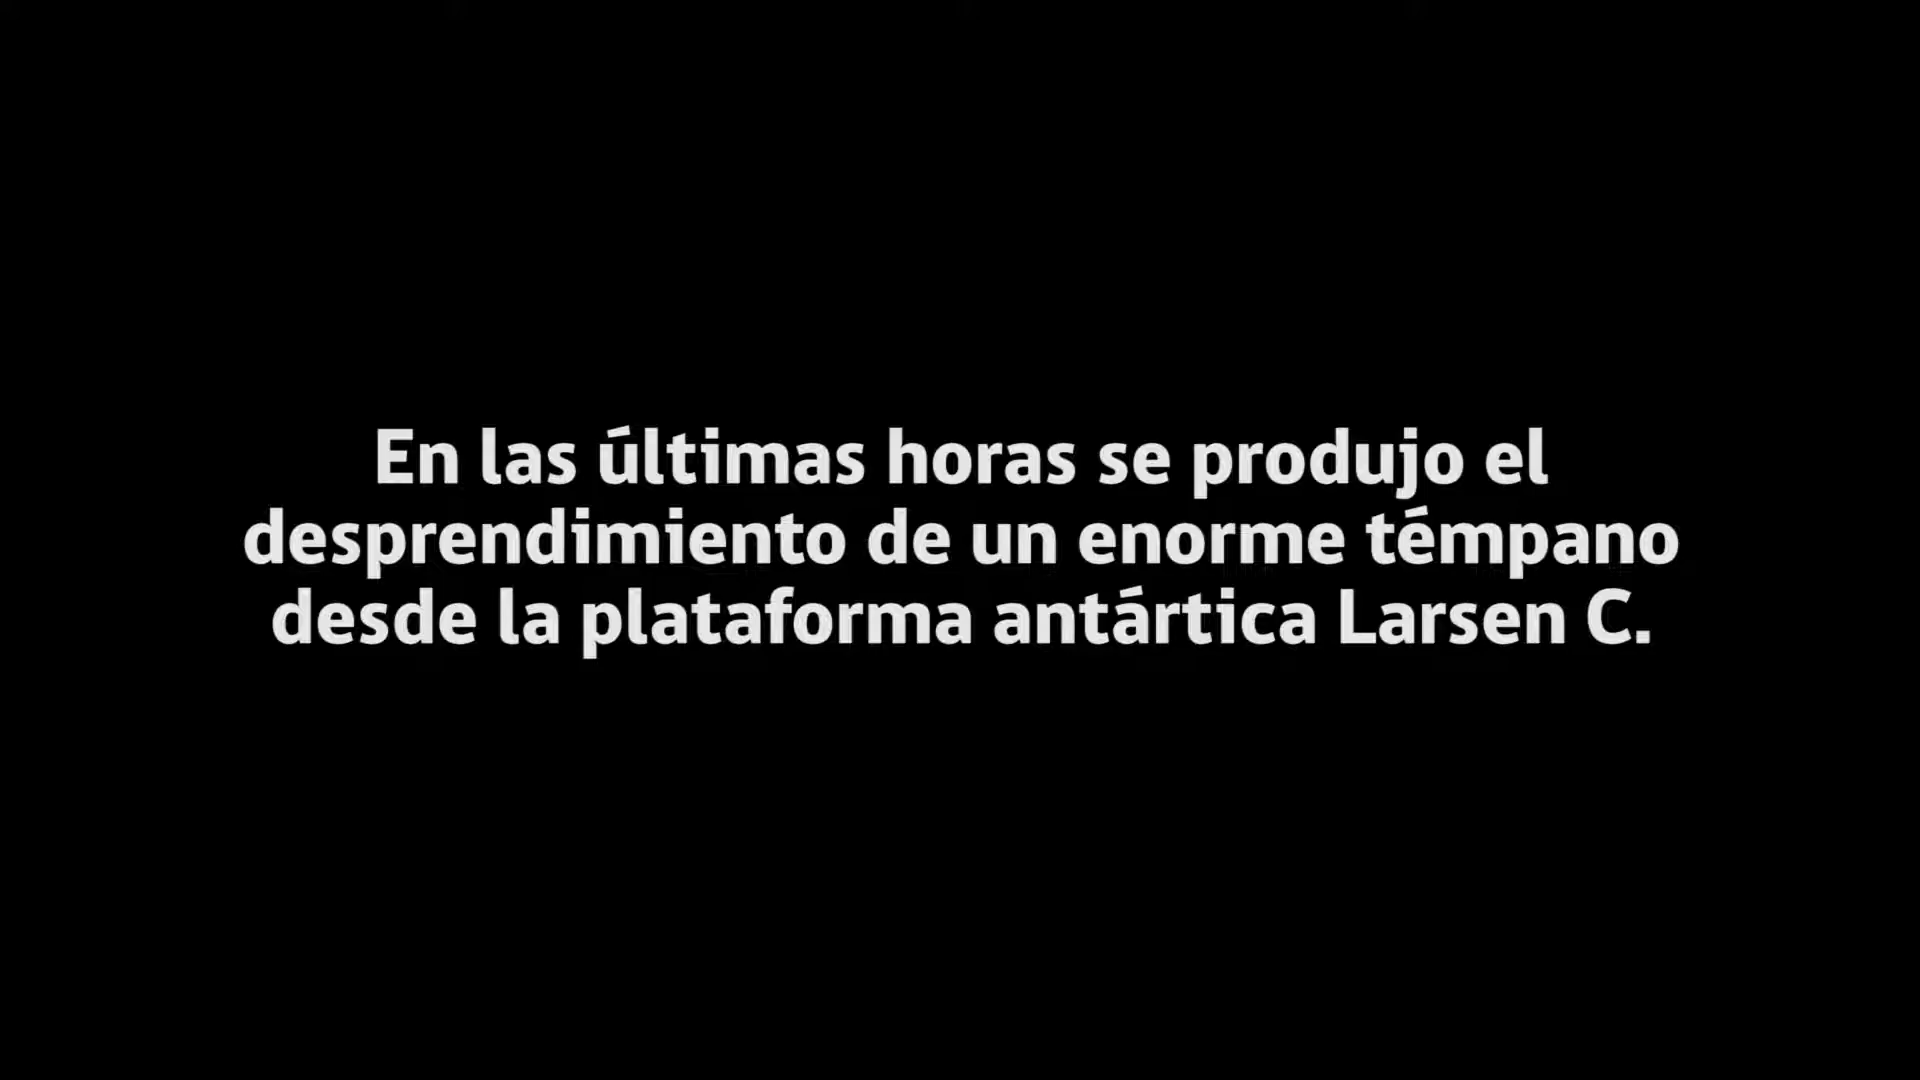 En las últimas horas se produjo el
desprendimiento de un enorme témpano
desde la plataforma antártica Larsen C.